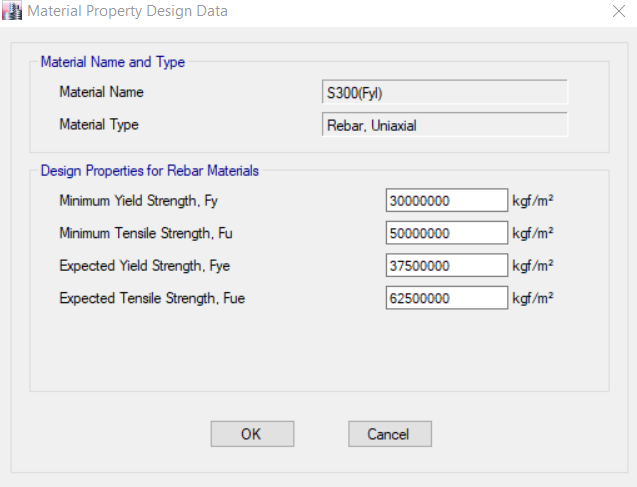 Material Property Design Data
Material Name and Type
Material Name S300(Fyl)
Material Type Rebar, Uniaxial
Design Properties for Rebar Materials
Minimum Yield Strength, Fy 30000000 kgf/m²
Minimum Tensile Strength, Fu 50000000 kgf/m²
Expected Yield Strength, Fye 37500000 kgf/m²
Expected Tensile Strength, Fue 62500000 kgf/m²
OK Cancel